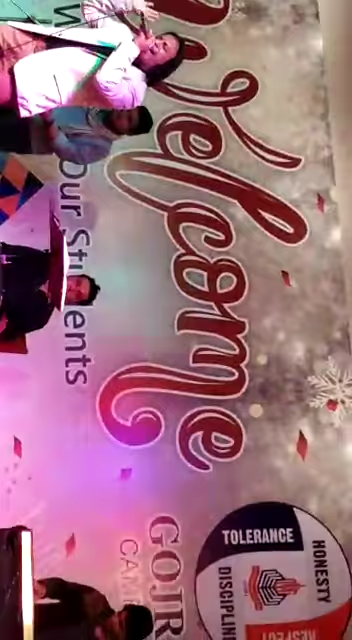 Welcome
Our Students
GOJR
CAM
TOLERANCE
HONESTY
DISCIPLIN
RESPECT